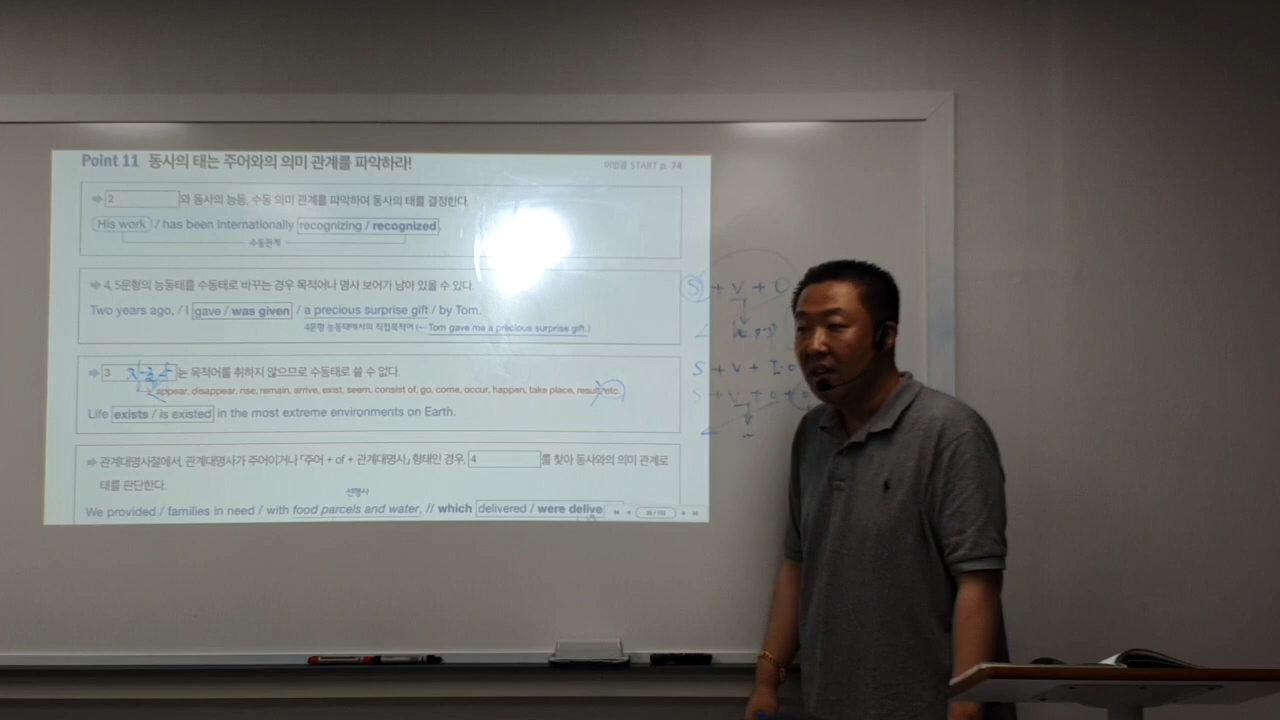 Point 11 동사의 태는 주어와의 의미 관계를 파악하라!
어법끝 START p. 74
➾ 2 와 동사의 능동, 수동 의미 관계를 파악하여 동사의 태를 결정한다.
His work / has been internationally recognizing / recognized.
수동관계
➾ 4, 5문형의 능동태를 수동태로 바꾸는 경우 목적어나 명사 보어가 남아 있을 수 있다.
Two years ago, / I gave / was given / a precious surprise gift / by Tom.
4문형 능동태에서의 직접목적어 (← Tom gave me a precious surprise gift.)
➾ 3 는 목적어를 취하지 않으므로 수동태로 쓸 수 없다.
appear, disappear, rise, remain, arrive, exist, seem, consist of, go, come, occur, happen, take place, result, etc.
Life exists / is existed in the most extreme environments on Earth.
➾ 관계대명사절에서, 관계대명사가 주어이거나 「주어 + of + 관계대명사」 형태인 경우, 4 를 찾아 동사와의 의미 관계로
태를 판단한다.
선행사
We provided / families in need / with food parcels and water, // which delivered / were delive
S + V + O
S + V + I·O
S + V + O +